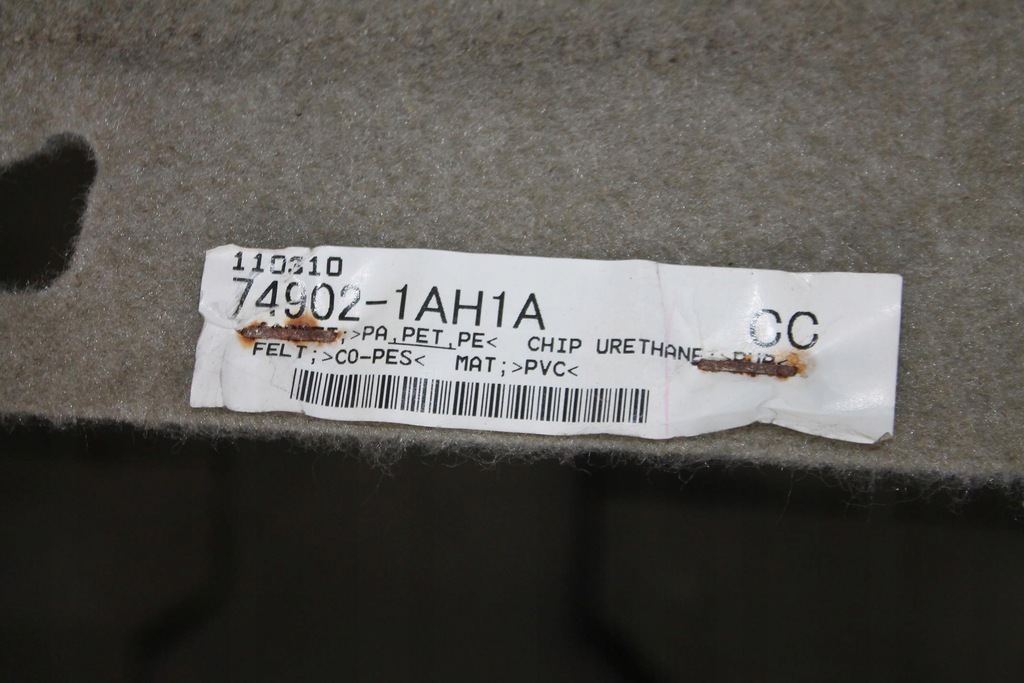 110310
74902-1AH1A CC
;>PA,PET,PE< CHIP URETHANE
FELT;>CO-PES< MAT;>PVC<